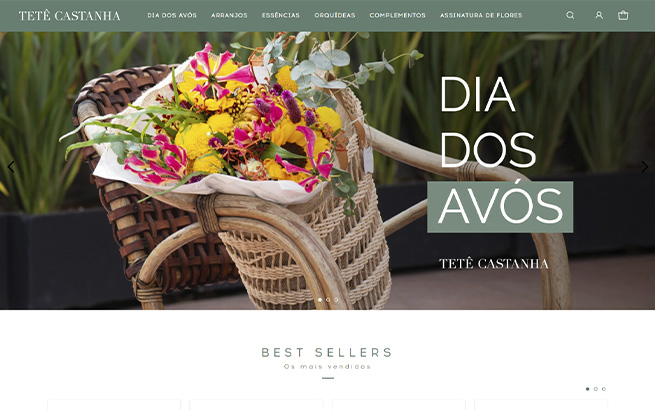 TETÊ CASTANHA
DIA DOS AVÓS ARRANJOS ESSÊNCIAS ORQUÍDEAS COMPLEMENTOS ASSINATURA DE FLORES
DIA
DOS
AVÓS
TETÊ CASTANHA
BEST SELLERS
Os mais vendidos